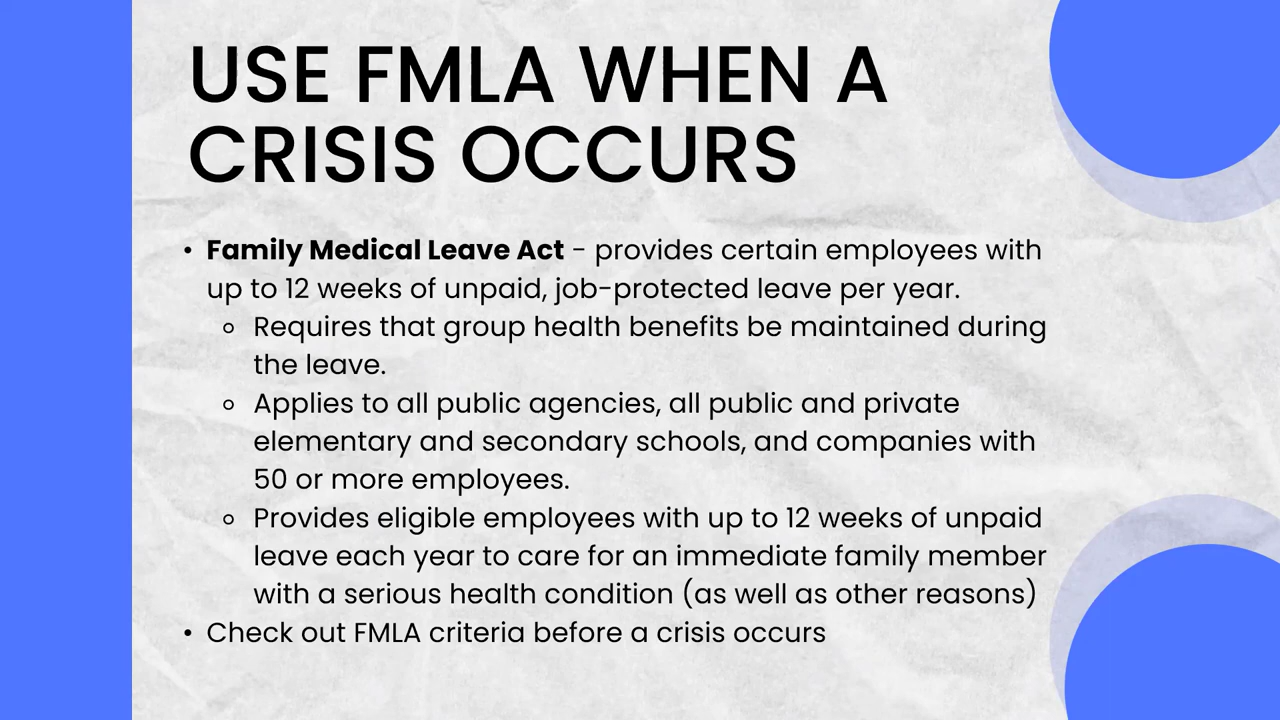 USE FMLA WHEN A
CRISIS OCCURS
• Family Medical Leave Act - provides certain employees with
up to 12 weeks of unpaid, job-protected leave per year.
◦ Requires that group health benefits be maintained during
the leave.
◦ Applies to all public agencies, all public and private
elementary and secondary schools, and companies with
50 or more employees.
◦ Provides eligible employees with up to 12 weeks of unpaid
leave each year to care for an immediate family member
with a serious health condition (as well as other reasons)
• Check out FMLA criteria before a crisis occurs